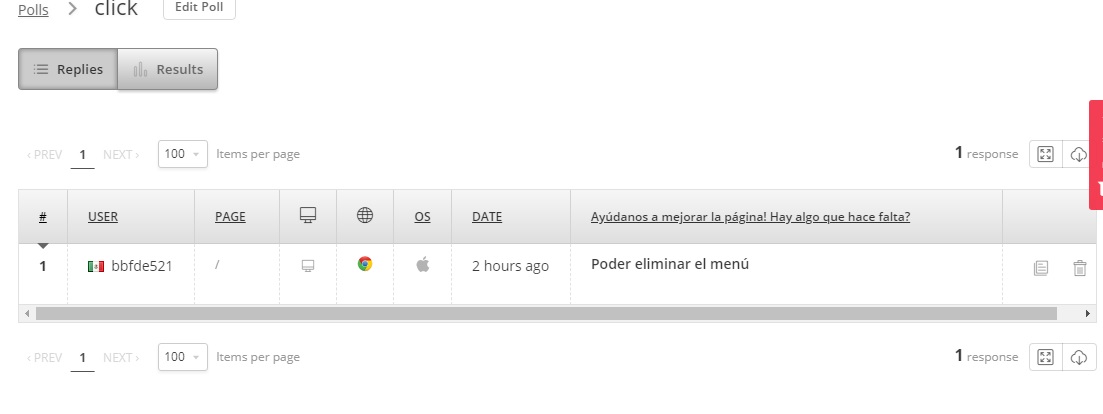 Polls > click Edit Poll
Replies Results
‹ PREV 1 NEXT › 100 Items per page 1 response
# USER PAGE OS DATE Ayúdanos a mejorar la página! Hay algo que hace falta?
1 bbfde521 / 2 hours ago Poder eliminar el menú
‹ PREV 1 NEXT › 100 Items per page 1 response